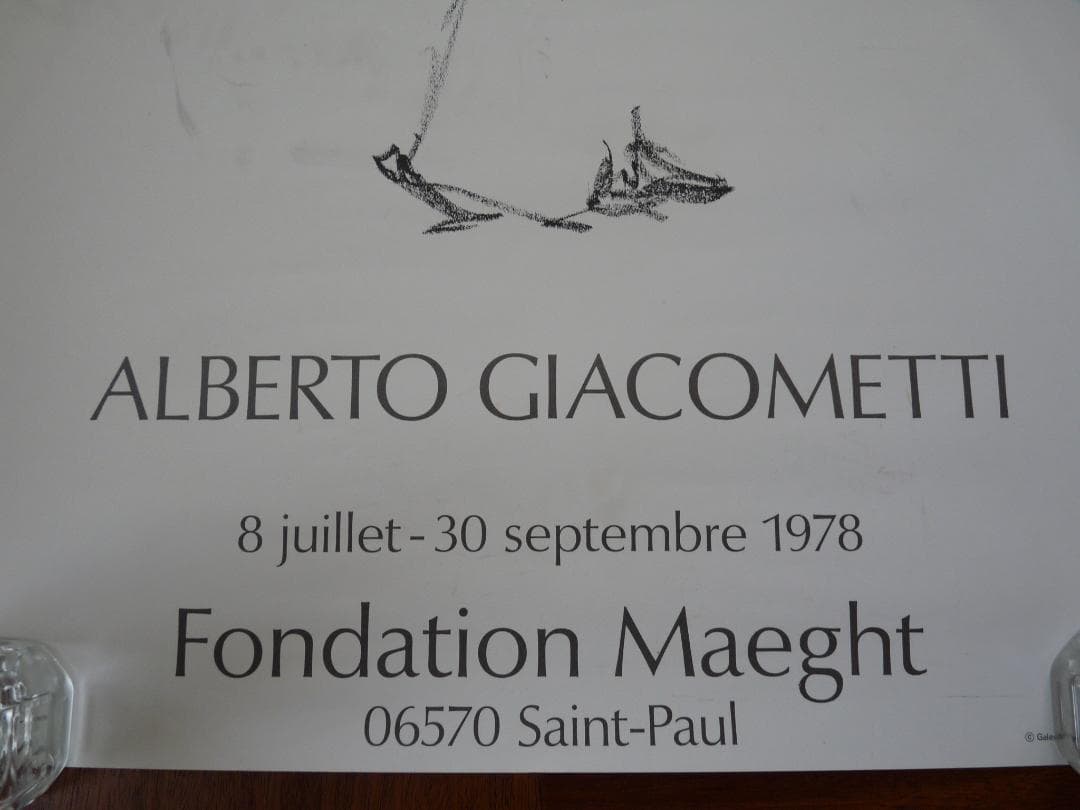 ALBERTO GIACOMETTI
8 juillet - 30 septembre 1978
Fondation Maeght
06570 Saint-Paul
©